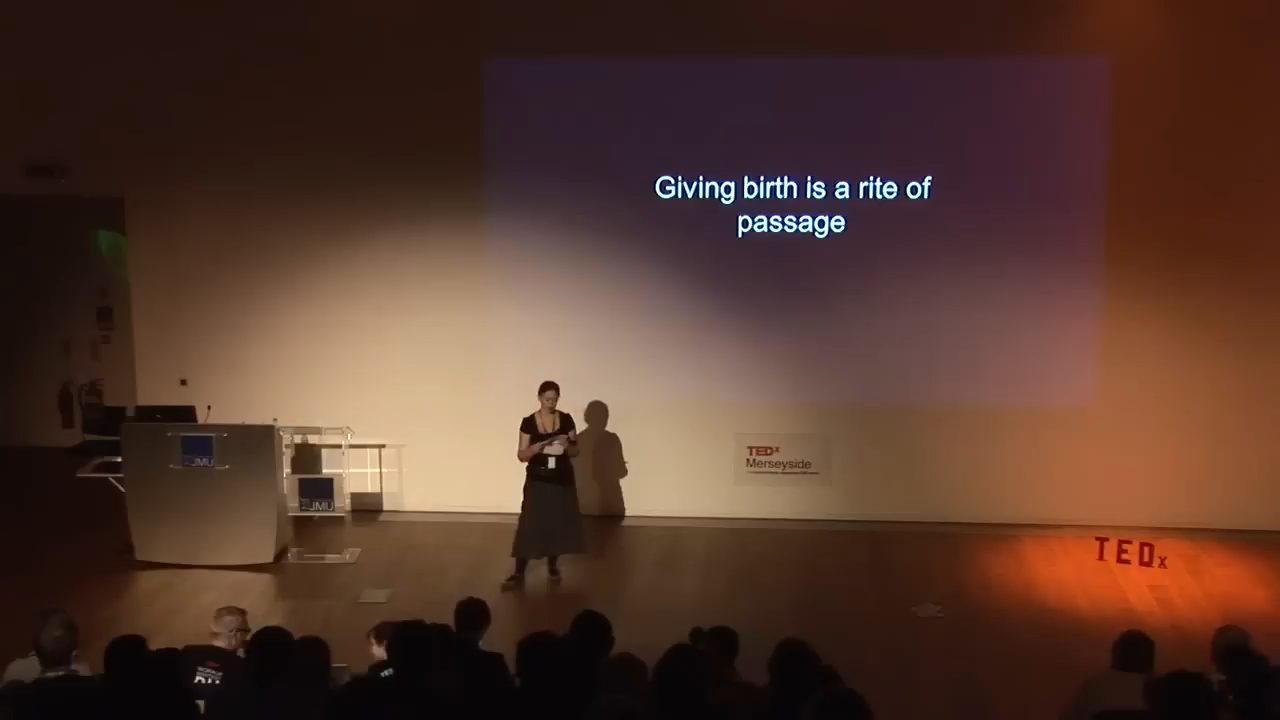 Giving birth is a rite of
passage
TEDx
Merseyside
JMU
JMU
TEDx